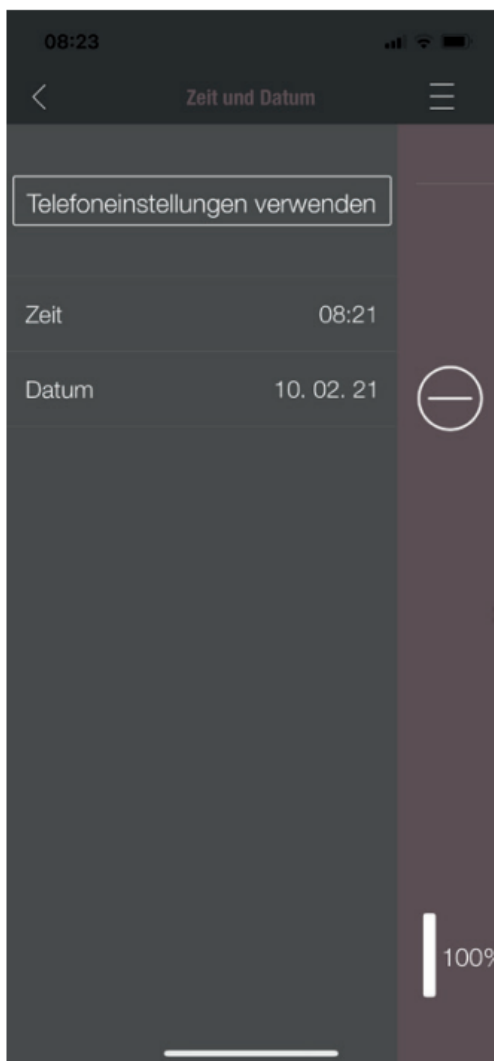 08:23
Zeit und Datum
Telefoneinstellungen verwenden
Zeit 08:21
Datum 10. 02. 21
100%